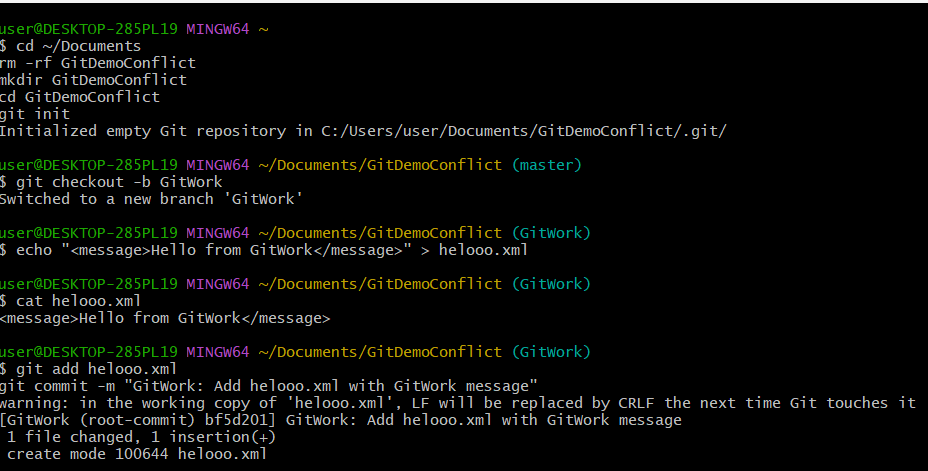 user@DESKTOP-285PL19 MINGW64 ~
$ cd ~/Documents
rm -rf GitDemoConflict
mkdir GitDemoConflict
cd GitDemoConflict
git init
Initialized empty Git repository in C:/Users/user/Documents/GitDemoConflict/.git/
user@DESKTOP-285PL19 MINGW64 ~/Documents/GitDemoConflict (master)
$ git checkout -b GitWork
Switched to a new branch 'GitWork'
user@DESKTOP-285PL19 MINGW64 ~/Documents/GitDemoConflict (GitWork)
$ echo "<message>Hello from GitWork</message>" > helooo.xml
user@DESKTOP-285PL19 MINGW64 ~/Documents/GitDemoConflict (GitWork)
$ cat helooo.xml
<message>Hello from GitWork</message>
user@DESKTOP-285PL19 MINGW64 ~/Documents/GitDemoConflict (GitWork)
$ git add helooo.xml
git commit -m "GitWork: Add helooo.xml with GitWork message"
warning: in the working copy of 'helooo.xml', LF will be replaced by CRLF the next time Git touches it
[GitWork (root-commit) bf5d201] GitWork: Add helooo.xml with GitWork message
1 file changed, 1 insertion(+)
create mode 100644 helooo.xml